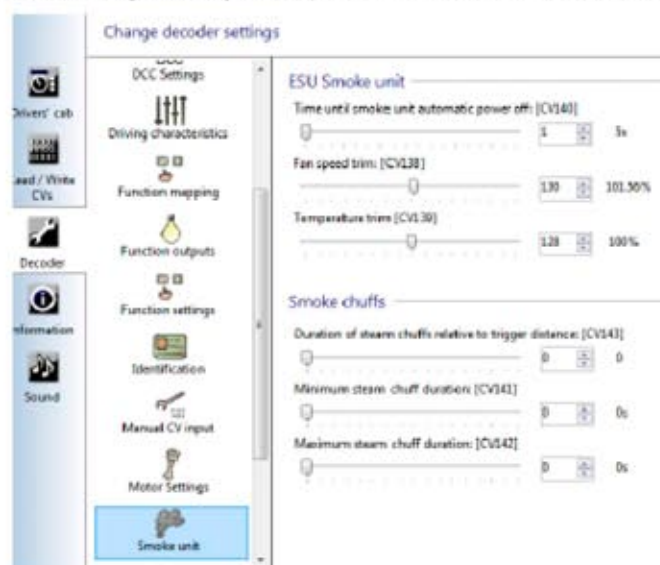 Change decoder settings
Drivers' cab
ead / Write
CVs
Decoder
nformation
Sound
DCC Settings
Driving characteristics
Function mapping
Function outputs
Function settings
Identification
Manual CV input
Motor Settings
Smoke unit
ESU Smoke unit
Time until smoke unit automatic power off: [CV140]
1 5s
Fan speed trim: [CV138]
130 101.56%
Temperature trim [CV139]
128 100%
Smoke chuffs
Duration of steam chuffs relative to trigger distance: [CV143]
0 0
Minimum steam chuff duration: [CV141]
0 0s
Maximum steam chuff duration: [CV142]
0 0s